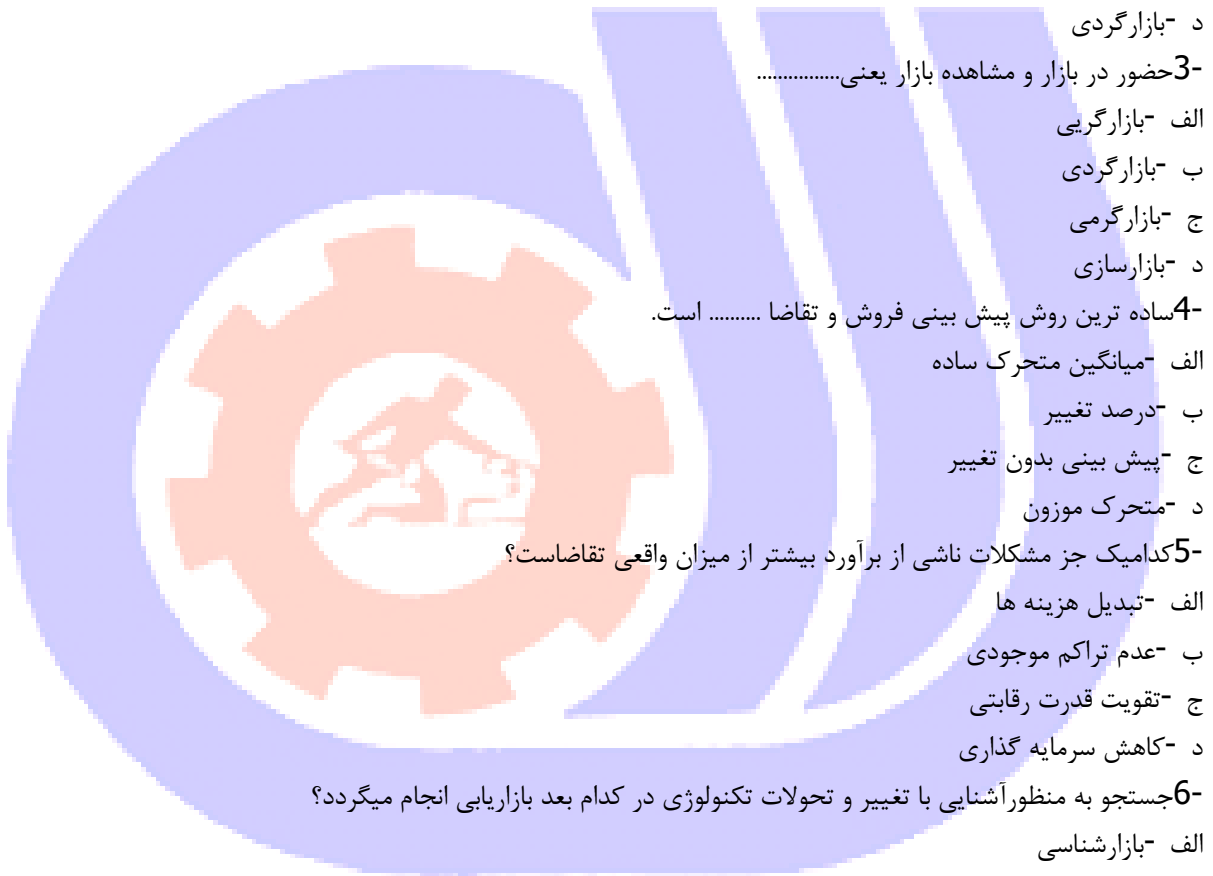 د -بازارگردی
3-حضور در بازار و مشاهده بازار یعنی................
الف -بازارگریی
ب -بازارگردی
ج -بازارگرمی
د -بازارسازی
4-ساده ترین روش پیش بینی فروش و تقاضا .......... است.
الف -میانگین متحرک ساده
ب -درصد تغییر
ج -پیش بینی بدون تغییر
د -متحرک موزون
5-کدامیک جز مشکلات ناشی از برآورد بیشتر از میزان واقعی تقاضاست؟
الف -تبدیل هزینه ها
ب -عدم تراکم موجودی
ج -تقویت قدرت رقابتی
د -کاهش سرمایه گذاری
6-جستجو به منظورآشنایی با تغییر و تحولات تکنولوژی در کدام بعد بازاریابی انجام میگردد؟
الف -بازارشناسی